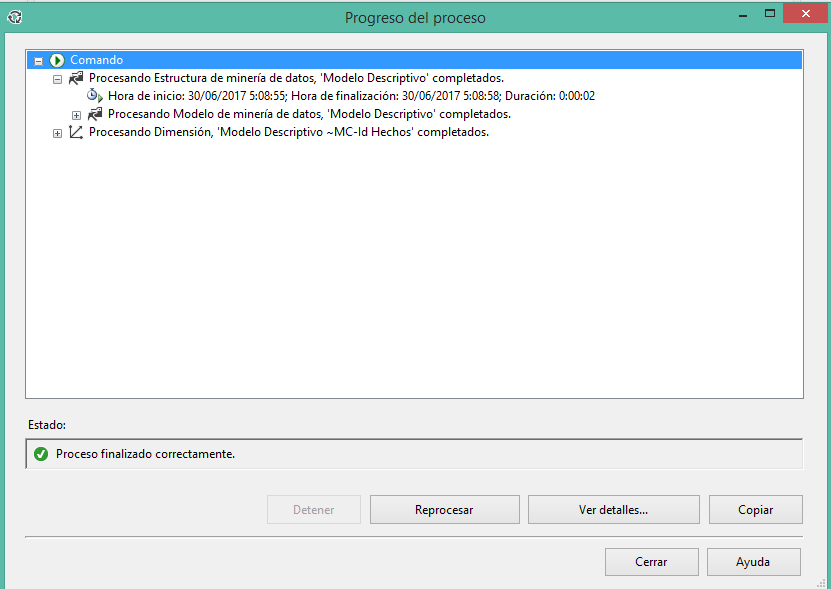 Progreso del proceso
Comando
Procesando Estructura de minería de datos, 'Modelo Descriptivo' completados.
Hora de inicio: 30/06/2017 5:08:55; Hora de finalización: 30/06/2017 5:08:58; Duración: 0:00:02
Procesando Modelo de minería de datos, 'Modelo Descriptivo' completados.
Procesando Dimensión, 'Modelo Descriptivo ~MC-Id Hechos' completados.
Estado:
Proceso finalizado correctamente.
Detener Reprocesar Ver detalles... Copiar
Cerrar Ayuda